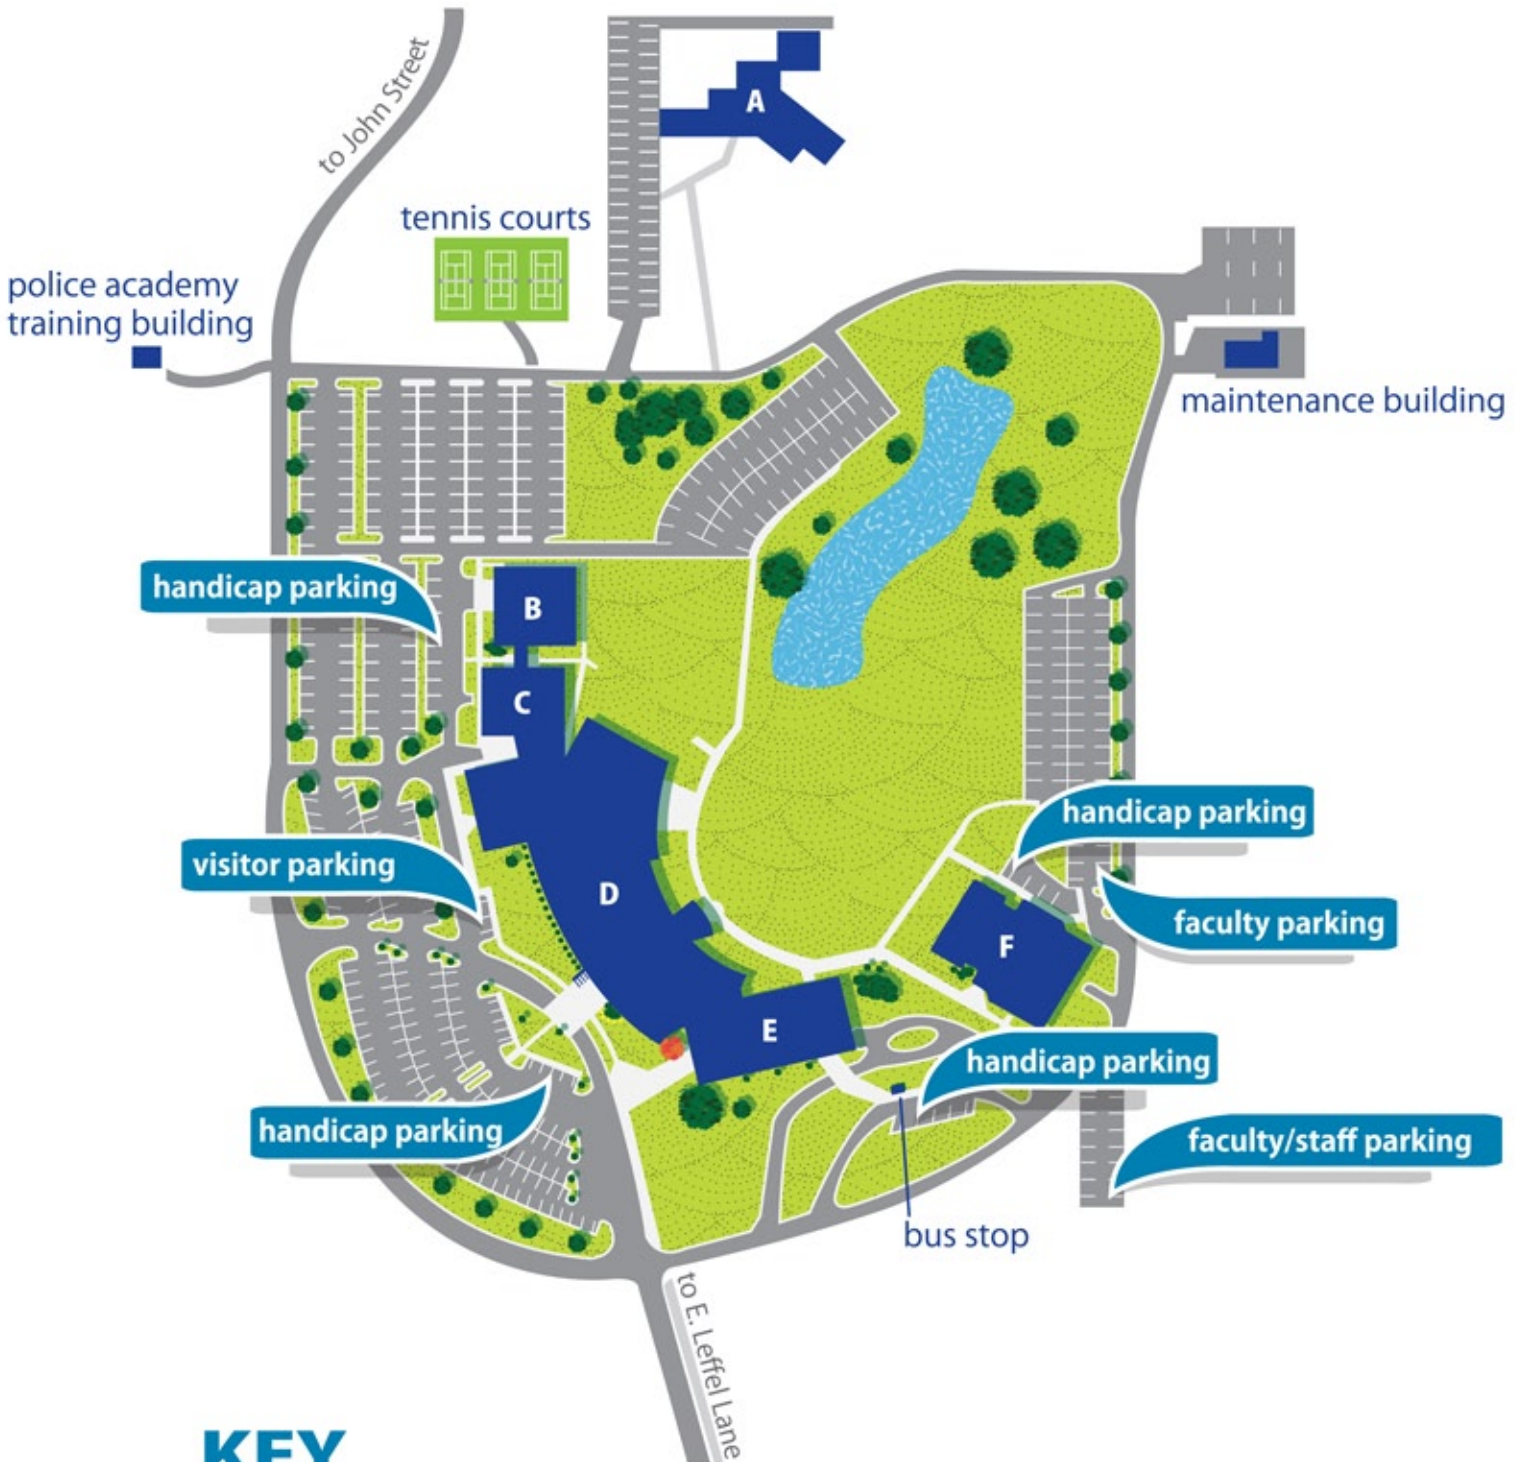 to John Street
A
tennis courts
police academy
training building
maintenance building
handicap parking
B
C
handicap parking
visitor parking
D
faculty parking
F
E
handicap parking
handicap parking
faculty/staff parking
bus stop
to E. Leffel Lane
KEY